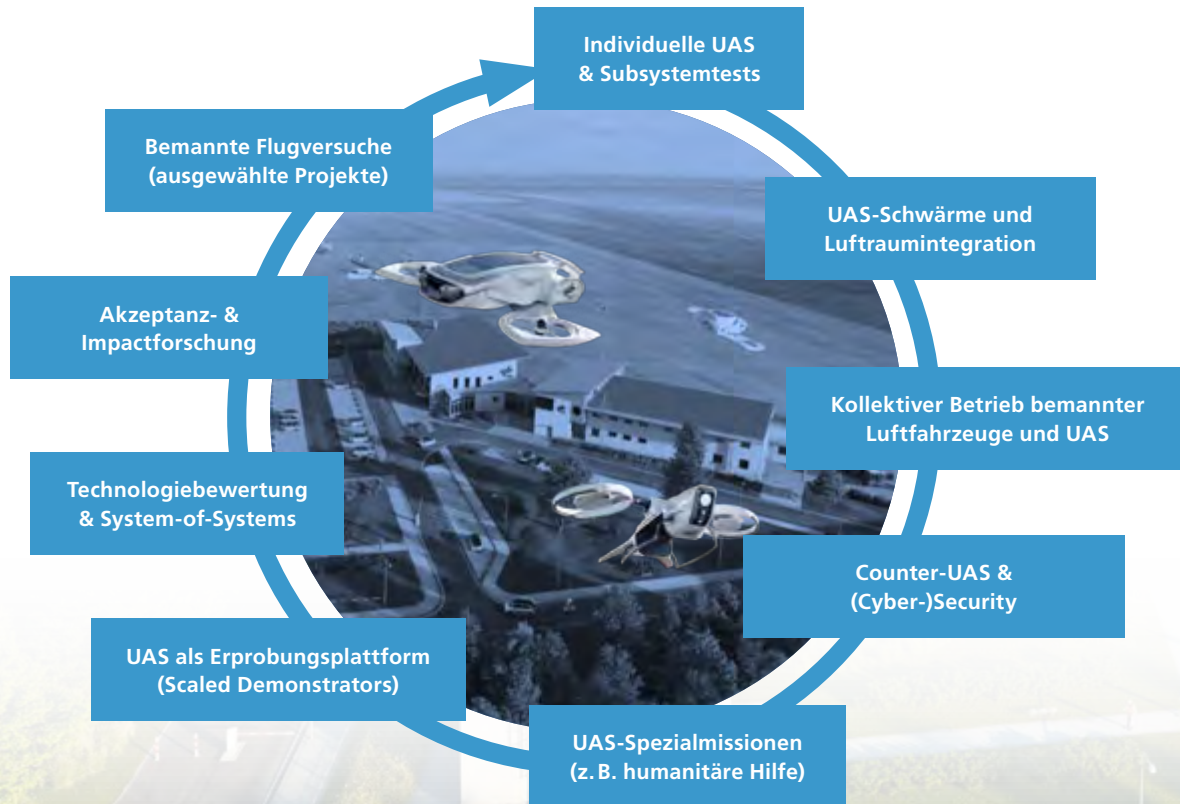 Individuelle UAS
& Subsystemtests
UAS-Schwärme und
Luftraumintegration
Kollektiver Betrieb bemannter
Luftfahrzeuge und UAS
Counter-UAS &
(Cyber-)Security
UAS-Spezialmissionen
(z. B. humanitäre Hilfe)
UAS als Erprobungsplattform
(Scaled Demonstrators)
Technologiebewertung
& System-of-Systems
Akzeptanz- &
Impactforschung
Bemannte Flugversuche
(ausgewählte Projekte)